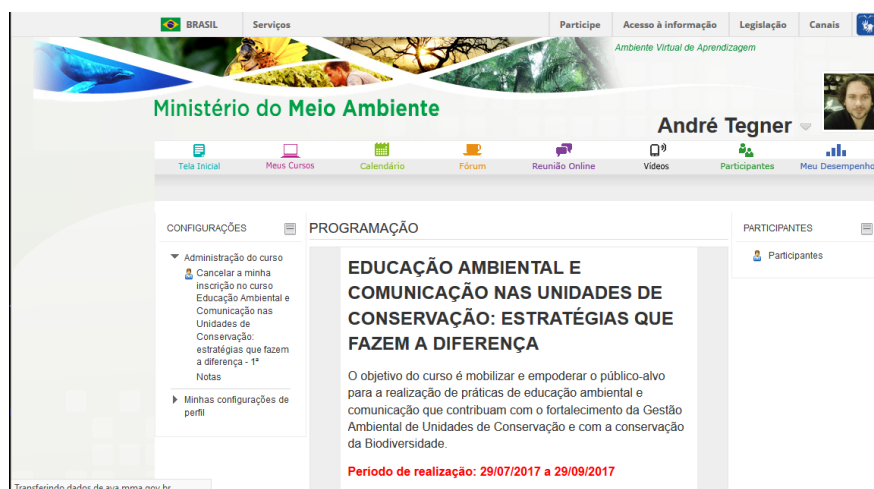 BRASIL Serviços Participe Acesso à informação Legislação Canais
Ambiente Virtual de Aprendizagem
Ministério do Meio Ambiente
André Tegner
Tela Inicial Meus Cursos Calendário Fórum Reunião Online Vídeos Participantes Meu Desempenho
CONFIGURAÇÕES
Administração do curso
Cancelar a minha
inscrição no curso
Educação Ambiental e
Comunicação nas
Unidades de
Conservação:
estratégias que fazem
a diferença - 1ª
Notas
Minhas configurações de
perfil
PROGRAMAÇÃO
EDUCAÇÃO AMBIENTAL E
COMUNICAÇÃO NAS UNIDADES DE
CONSERVAÇÃO: ESTRATÉGIAS QUE
FAZEM A DIFERENÇA
O objetivo do curso é mobilizar e empoderar o público-alvo
para a realização de práticas de educação ambiental e
comunicação que contribuam com o fortalecimento da Gestão
Ambiental de Unidades de Conservação e com a conservação
da Biodiversidade.
Período de realização: 29/07/2017 a 29/09/2017
PARTICIPANTES
Participantes
Transferindo dados de ava.mma.gov.br